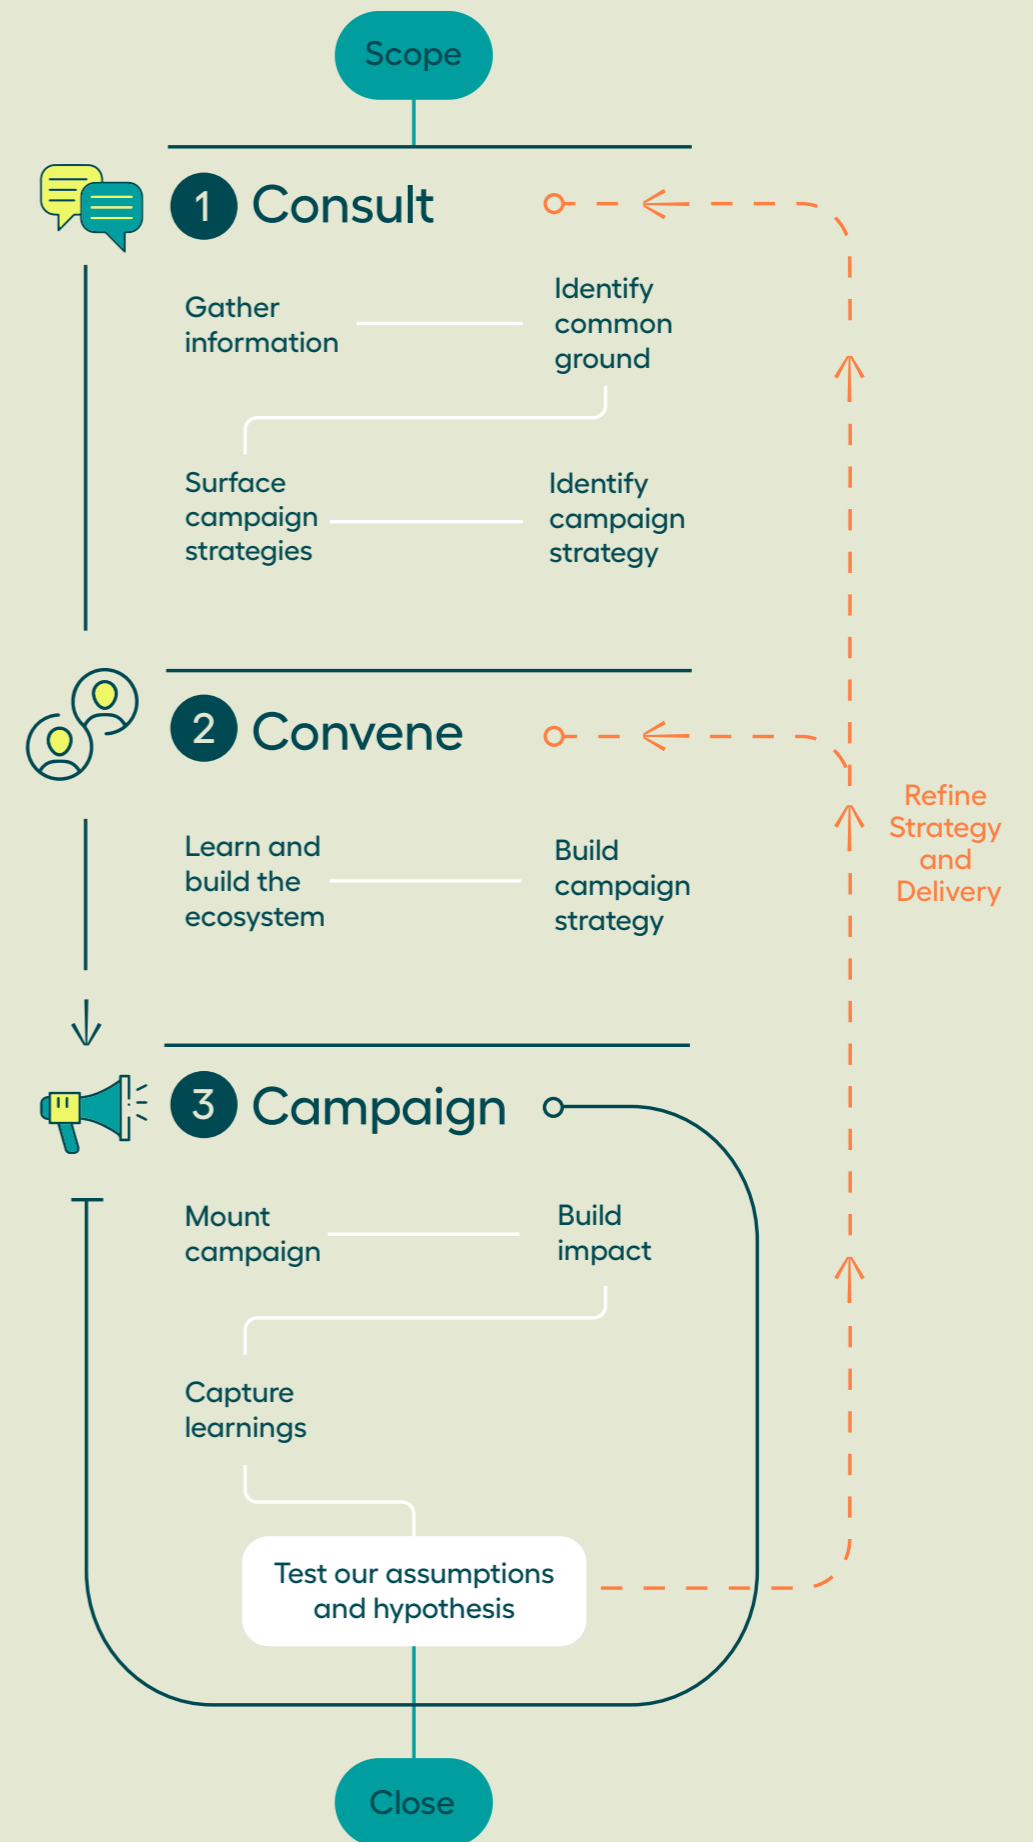 Scope
1 Consult
Gather
information
Identify
common
ground
Surface
campaign
strategies
Identify
campaign
strategy
2 Convene
Refine
Strategy
and
Delivery
Learn and
build the
ecosystem
Build
campaign
strategy
3 Campaign
Mount
campaign
Build
impact
Capture
learnings
Test our assumptions
and hypothesis
Close